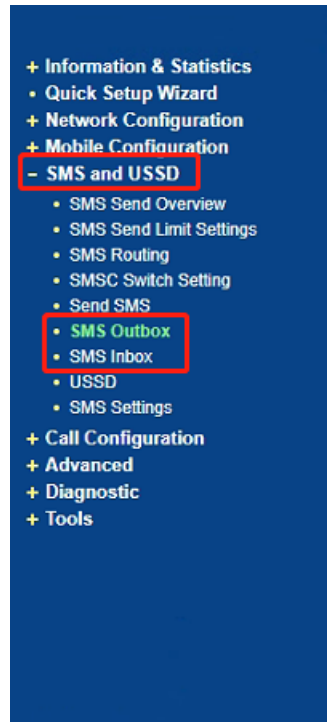 + Information & Statistics
• Quick Setup Wizard
+ Network Configuration
+ Mobile Configuration
– SMS and USSD
• SMS Send Overview
• SMS Send Limit Settings
• SMS Routing
• SMSC Switch Setting
• Send SMS
• SMS Outbox
• SMS Inbox
• USSD
• SMS Settings
+ Call Configuration
+ Advanced
+ Diagnostic
+ Tools